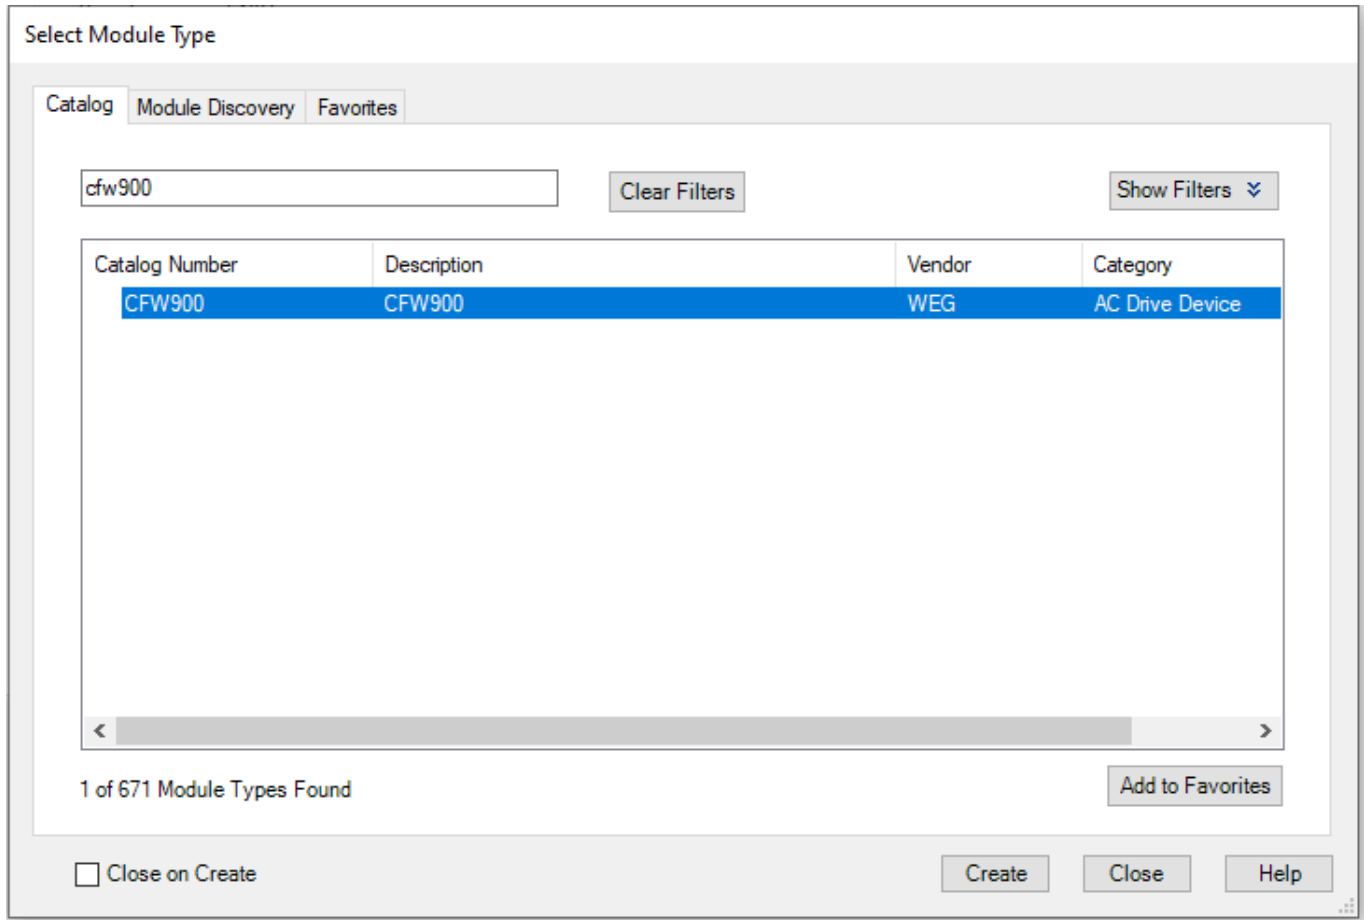 Select Module Type
Catalog Module Discovery Favorites
cfw900 Clear Filters Show Filters
Catalog Number Description Vendor Category
CFW900 CFW900 WEG AC Drive Device
1 of 671 Module Types Found Add to Favorites
Close on Create Create Close Help